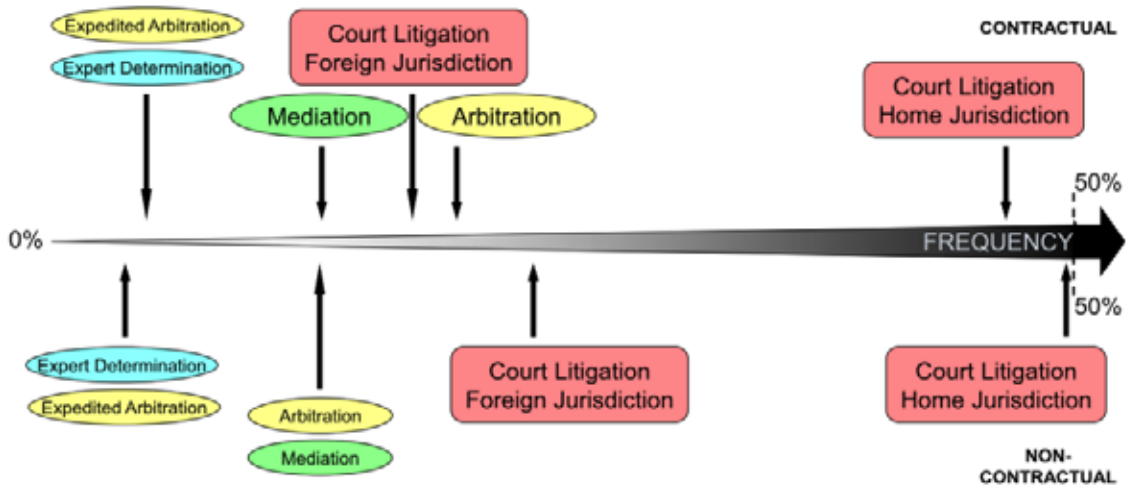 Expedited Arbitration
Expert Determination
Court Litigation
Foreign Jurisdiction
Mediation
Arbitration
CONTRACTUAL
Court Litigation
Home Jurisdiction
50%
0%
FREQUENCY
50%
Expert Determination
Expedited Arbitration
Arbitration
Mediation
Court Litigation
Foreign Jurisdiction
Court Litigation
Home Jurisdiction
NON-
CONTRACTUAL